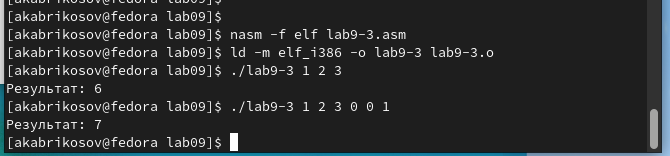 [akabrikosov@fedora lab09]$
[akabrikosov@fedora lab09]$ nasm -f elf lab9-3.asm
[akabrikosov@fedora lab09]$ ld -m elf_i386 -o lab9-3 lab9-3.o
[akabrikosov@fedora lab09]$ ./lab9-3 1 2 3
Результат: 6
[akabrikosov@fedora lab09]$ ./lab9-3 1 2 3 0 0 1
Результат: 7
[akabrikosov@fedora lab09]$